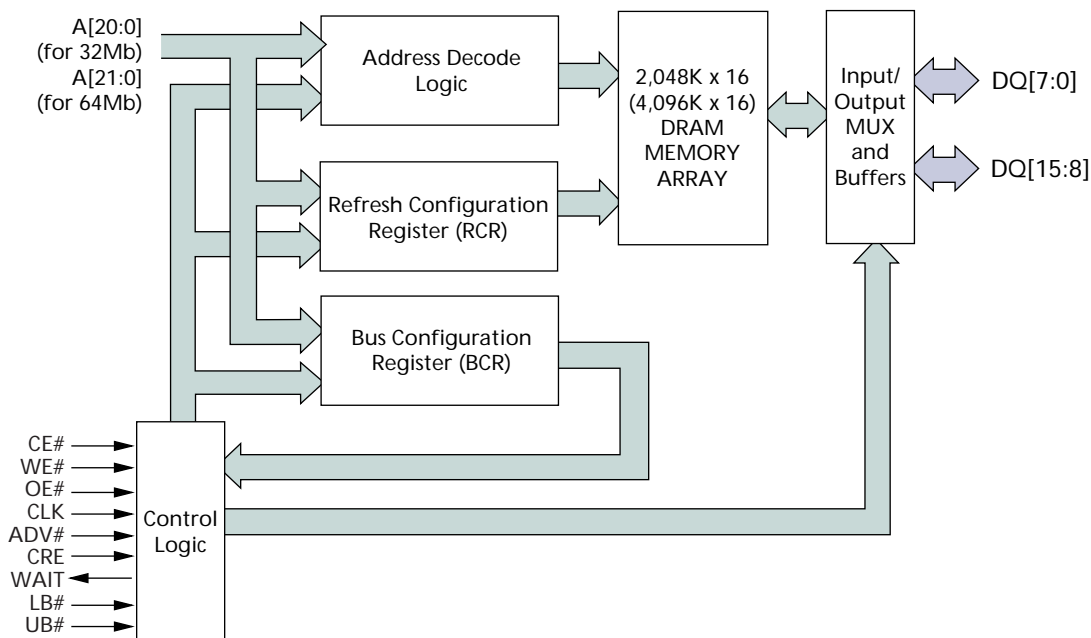 A[20:0]
(for 32Mb)
A[21:0]
(for 64Mb)
Address Decode
Logic
2,048K x 16
(4,096K x 16)
DRAM
MEMORY
ARRAY
Input/
Output
MUX
and
Buffers
DQ[7:0]
DQ[15:8]
Refresh Configuration
Register (RCR)
Bus Configuration
Register (BCR)
CE#
WE#
OE#
CLK
ADV#
CRE
WAIT
LB#
UB#
Control
Logic